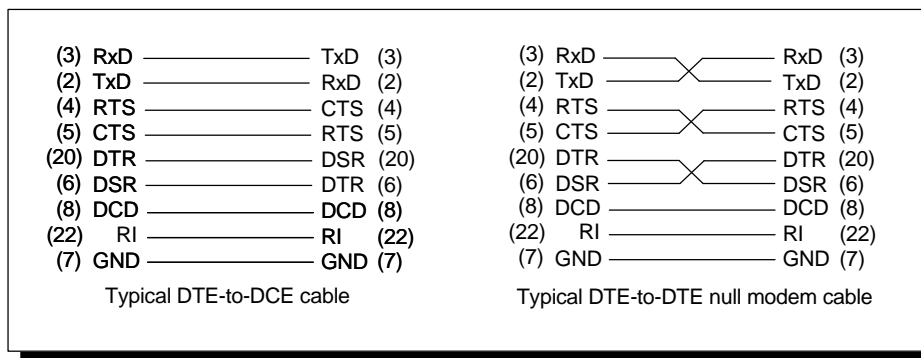 (3) RxD TxD (3)
(2) TxD RxD (2)
(4) RTS CTS (4)
(5) CTS RTS (5)
(20) DTR DSR (20)
(6) DSR DTR (6)
(8) DCD DCD (8)
(22) RI RI (22)
(7) GND GND (7)
Typical DTE-to-DCE cable
(3) RxD RxD (3)
(2) TxD TxD (2)
(4) RTS RTS (4)
(5) CTS CTS (5)
(20) DTR DTR (20)
(6) DSR DSR (6)
(8) DCD DCD (8)
(22) RI RI (22)
(7) GND GND (7)
Typical DTE-to-DTE null modem cable